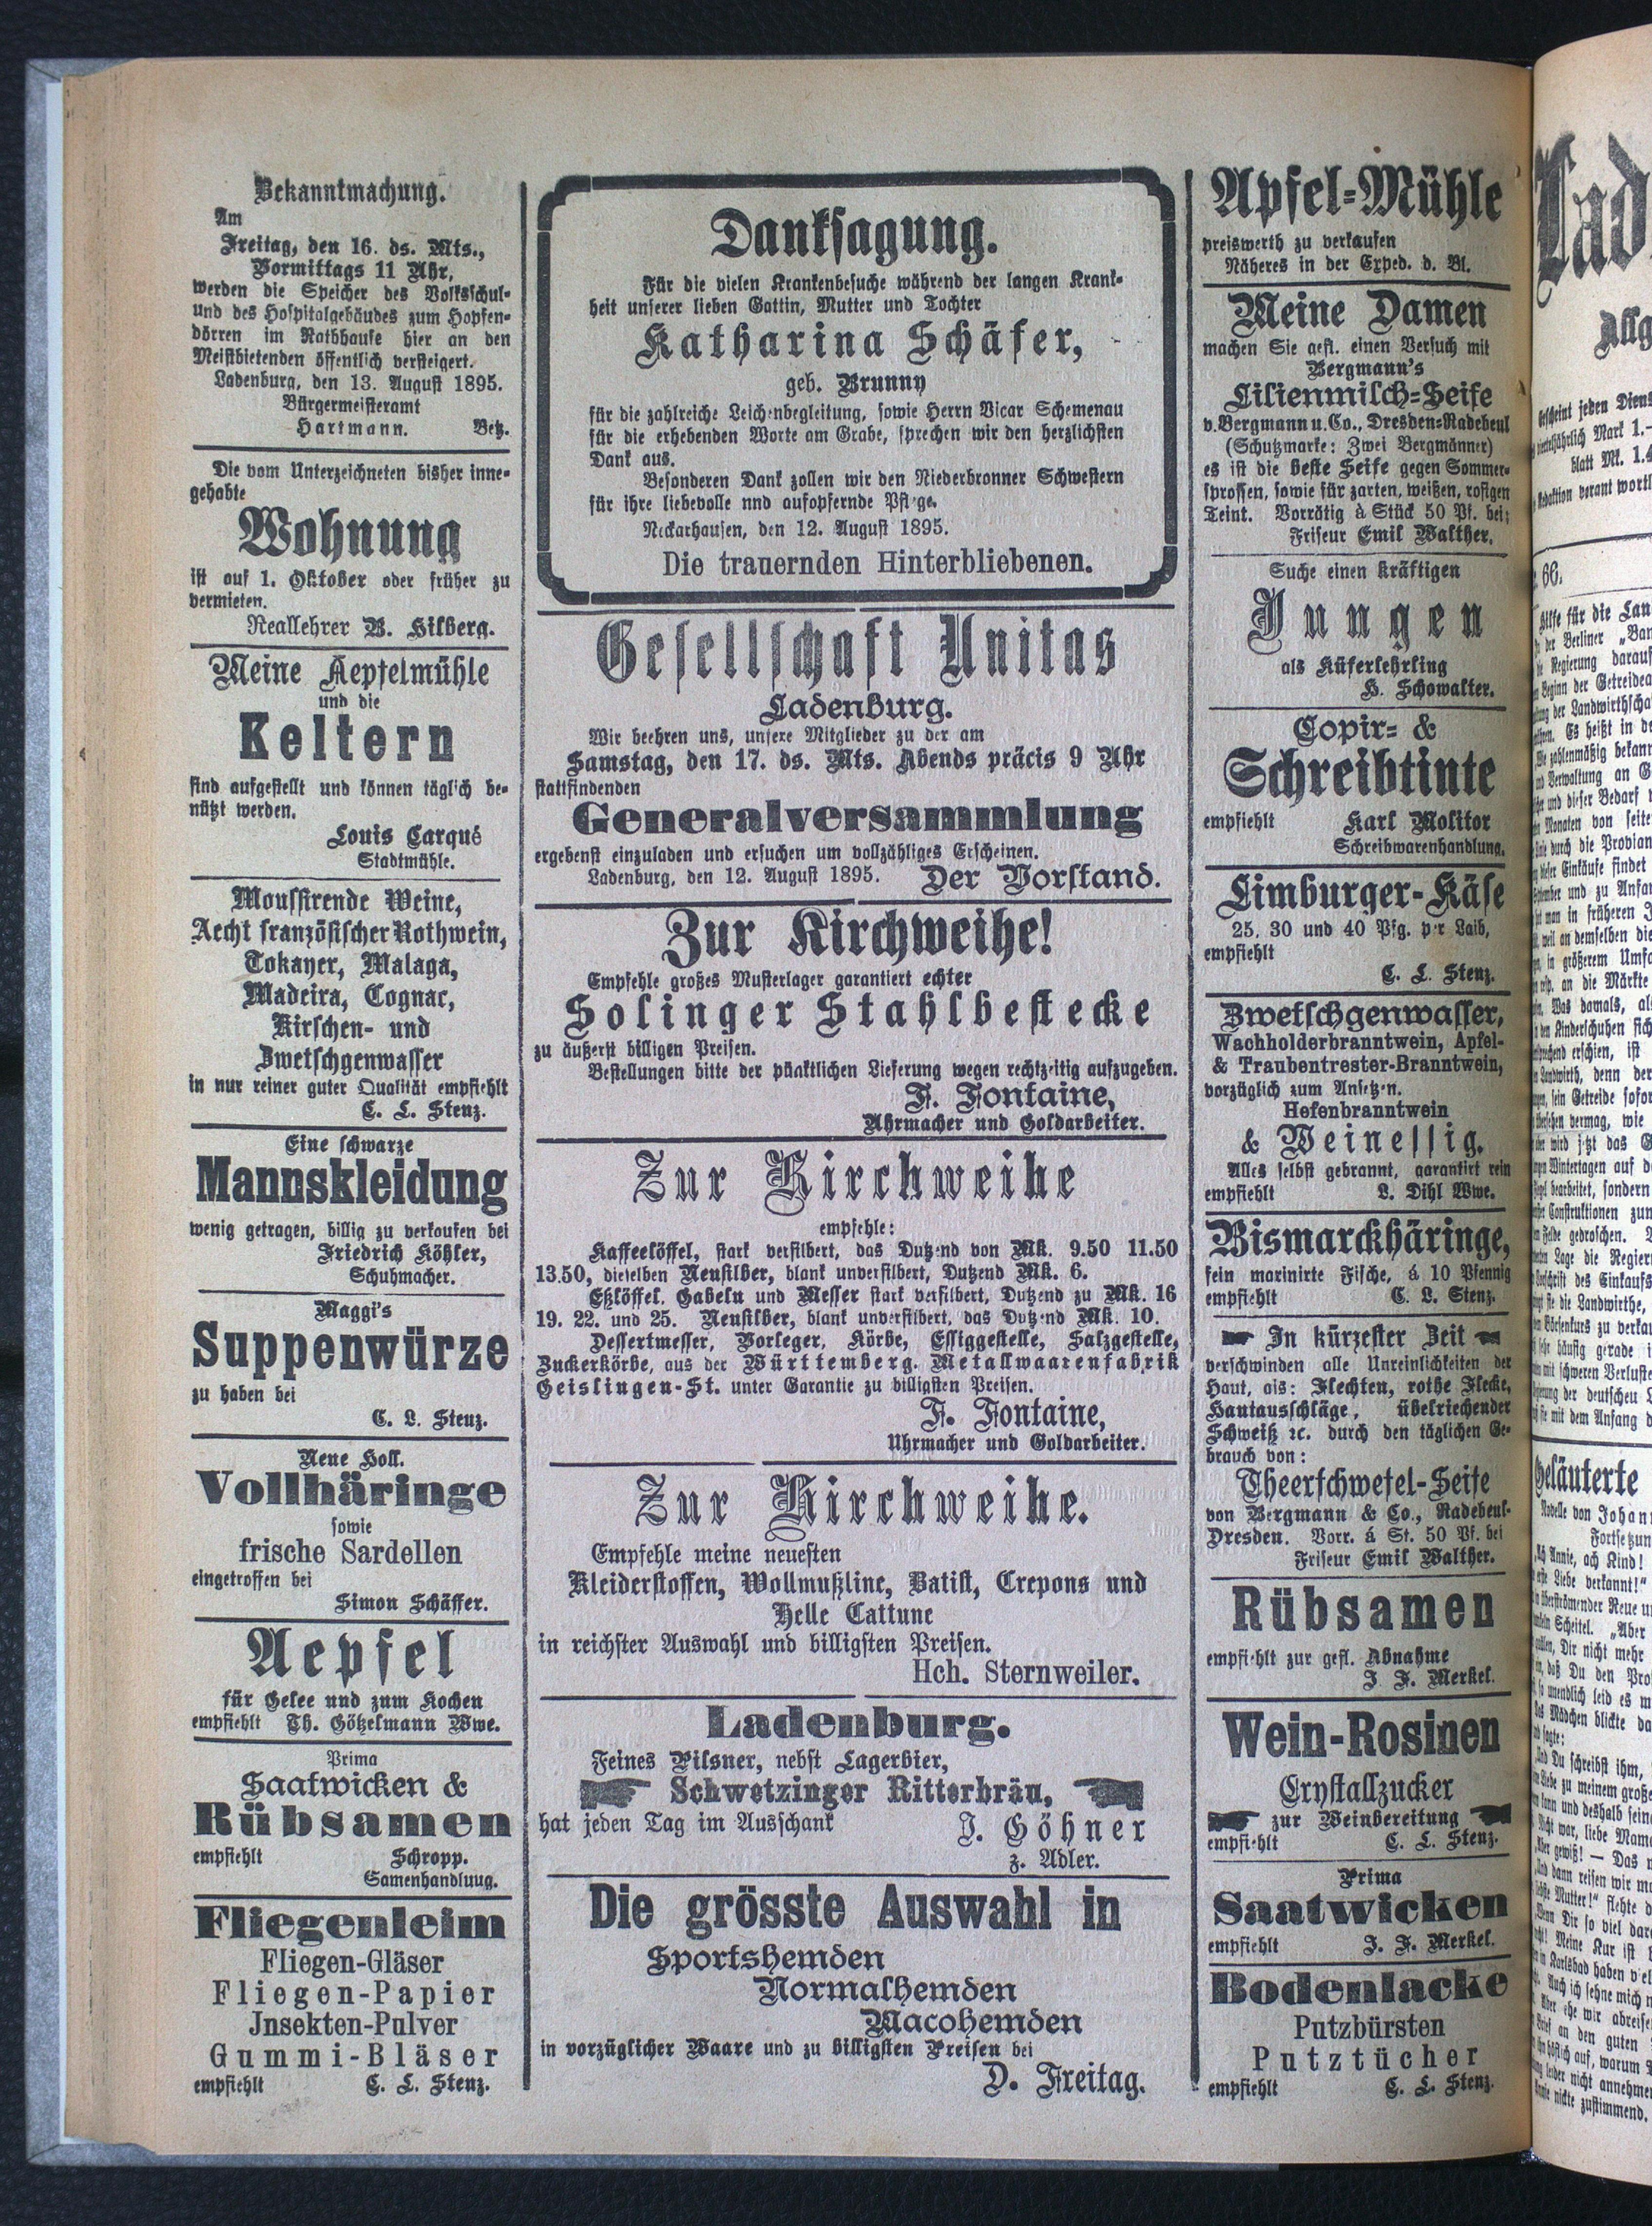 Bekanntmachung.
Am
Freitag, den 16. ds. Mts.,
Vormittags 11 Uhr,
werden die Speicher des Volksschul-
und des Hospitalgebäudes zum Hopfen-
dörren im Rathhause hier an den
Meistbietenden öffentlich versteigert.
Ladenburg, den 13. August 1895.
Bürgermeisteramt
Hartmann. Betz.
Die vom Unterzeichneten bisher inne-
gehabte
Wohnung
ist auf 1. Oktober oder früher zu
vermieten.
Reallehrer B. Hilberg.
Meine Aepfelmühle
und die
Keltern
sind aufgestellt und können täglich be-
nützt werden.
Louis Carqué
Stadtmühle.
Moussirende Weine,
Aecht französischer Rothwein,
Tokayer, Malaga,
Madeira, Cognac,
Kirschen- und
Zwetschgenwasser
in nur reiner guter Qualität empfiehlt
C. L. Stenz.
Eine schwarze
Mannskleidung
wenig getragen, billig zu verkaufen bei
Friedrich Köhler,
Schuhmacher.
Maggi's
Suppenwürze
zu haben bei
C. L. Stenz.
Neue Holl.
Vollhäringe
sowie
frische Sardellen
eingetroffen bei
Simon Schäffer.
Aepfel
für Gelee und zum Kochen
empfiehlt Th. Götzelmann Wwe.
Prima
Saatwicken &
Rübsamen
empfiehlt Schropp.
Samenhandluug.
Fliegenleim
Fliegen-Gläser
Fliegen-Papier
Jnsekten-Pulver
Gummi-Bläser
empfiehlt C. L. Stenz.
Danksagung.
Für die vielen Krankenbesuche während der langen Krank-
heit unserer lieben Gattin, Mutter und Tochter
Katharina Schäfer,
geb. Brunny
für die zahlreiche Leichenbegleitung, sowie Herrn Vicar Schemenau
für die erhebenden Worte am Grabe, sprechen wir den herzlichsten
Dank aus.
Besonderen Dank zollen wir den Niederbronner Schwestern
für ihre liebevolle nnd aufopfernde Pflege.
Neckarhausen, den 12. August 1895.
Die trauernden Hinterbliebenen.
Gesellschaft Unitas
Ladenburg.
Wir beehren uns, unsere Mitglieder zu der am
Samstag, den 17. ds. Mts. Abends präcis 9 Uhr
stattfindenden
Generalversammlung
ergebenst einzuladen und ersuchen um vollzähliges Erscheinen.
Ladenburg, den 12. August 1895. Der Vorstand.
Zur Kirchweihe!
Empfehle großes Musterlager garantiert echter
Solinger Stahlbestecke
zu äußerst billigen Preisen.
Bestellungen bitte der pünktlichen Lieferung wegen rechtzeitig aufzugeben.
F. Fontaine,
Uhrmacher und Goldarbeiter.
Zur Kirchweihe
empfehle:
Kaffeelöffel, stark versilbert, das Dutzend von Mk. 9.50 11.50
13.50, dieselben Neusilber, blank unversilbert, Dutzend Mk. 6.
Eßlöffel, Gabeln und Messer stark versilbert, Dutzend zu Mk. 16
19. 22. und 25. Neusilber, blank unversilbert, das Dutzend Mk. 10.
Dessertmesser, Vorleger, Körbe, Essiggestelle, Salzgestelle,
Zuckerkörbe, aus der Württemberg. Metallwaarenfabrik
Geislingen-St. unter Garantie zu billigsten Preisen.
F. Fontaine,
Uhrmacher und Goldarbeiter.
Zur Kirchweihe.
Empfehle meine neuesten
Kleiderstoffen, Wollmußline, Batist, Crepons und
Helle Cattune
in reichster Auswahl und billigsten Preisen.
Hch. Sternweiler.
Ladenburg.
Feines Pilsner, nebst Lagerbier,
Schwetzinger Ritterbräu,
hat jeden Tag im Ausschank J. Göhner
z. Adler.
Die grösste Auswahl in
Sportshemden
Normalhemden
Macohemden
in vorzüglicher Waare und zu billigsten Preisen bei
D. Freitag.
Apfel-Mühle
preiswerth zu verkaufen
Näheres in der Exped. d. Bl.
Meine Damen
machen Sie gefl. einen Versuch mit
Bergmann's
Lilienmilch-Seife
v. Bergmann u. Co., Dresden-Radebeul
(Schutzmarke: Zwei Bergmänner)
es ist die beste Seife gegen Sommer-
sprossen, sowie für zarten, weißen, rosigen
Teint. Vorrätig à Stück 50 Pf. bei;
Friseur Emil Walther.
Suche einen kräftigen
Jungen
als Küferlehrling
H. Schowalter.
Copir- &
Schreibtinte
empfiehlt Karl Molitor
Schreibwarenhandlung.
Limburger-Käse
25, 30 und 40 Pfg. per Laib,
empfiehlt
C. L. Stenz.
Zwetschgenwasser,
Wachholderbranntwein, Apfel-
& Traubentrester-Branntwein,
vorzüglich zum Ansetzen.
Hefenbranntwein
& Weinessig.
Alles selbst gebrannt, garantirt rein
empfiehlt L. Dihl Wwe.
Bismarckhäringe,
fein marinirte Fische, á 10 Pfennig
empfiehlt C. L. Stenz.
In kürzester Zeit
verschwinden alle Unreinlichkeiten der
Haut, als: Flechten, rothe Flecke,
Hautausschläge, übelriechender
Schweiß ꝛc. durch den täglichen Ge-
brauch von:
Theerschwefel-Seife
von Bergmann & Co., Radebeul-
Dresden. Vorr. á St. 50 Pf. bei
Friseur Emil Walther.
Rübsamen
empfiehlt zur gefl. Abnahme
J. F. Merkel.
Wein-Rosinen
Crystallzucker
zur Weinbereitung
empfiehlt C. L. Stenz.
Prima
Saatwicken
empfiehlt J. F. Merkel.
Bodenlacke
Putzbürsten
Putztücher
empfiehlt C. L. Stenz.